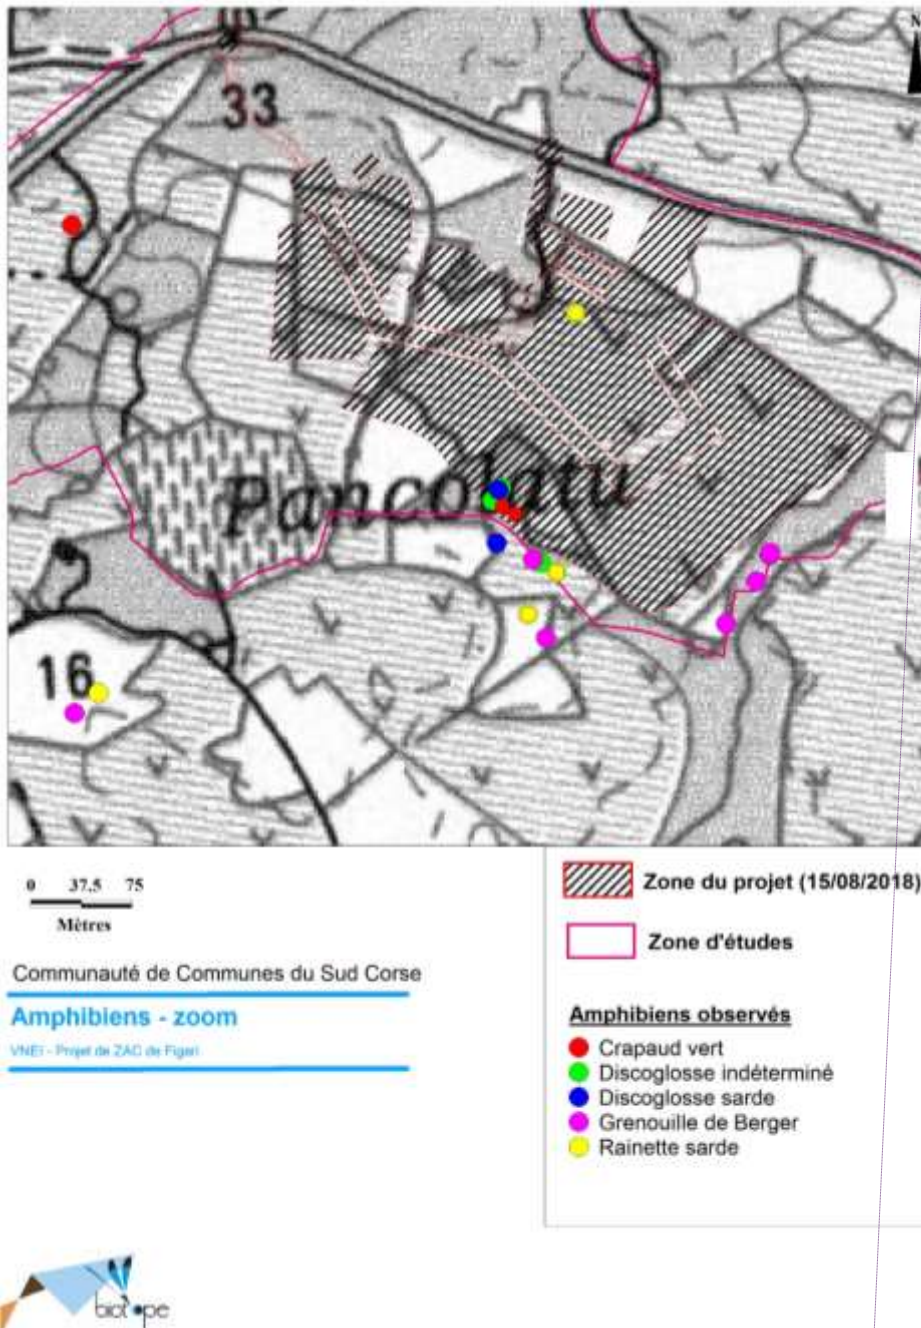 N
33
Pancolatu
16
0 37.5 75
Mètres
Communauté de Communes du Sud Corse
Amphibiens - zoom
VNEI - Projet de ZAC de Figari
Zone du projet (15/08/2018)
Zone d'études
Amphibiens observés
Crapaud vert
Discoglosse indéterminé
Discoglosse sarde
Grenouille de Berger
Rainette sarde
biotope